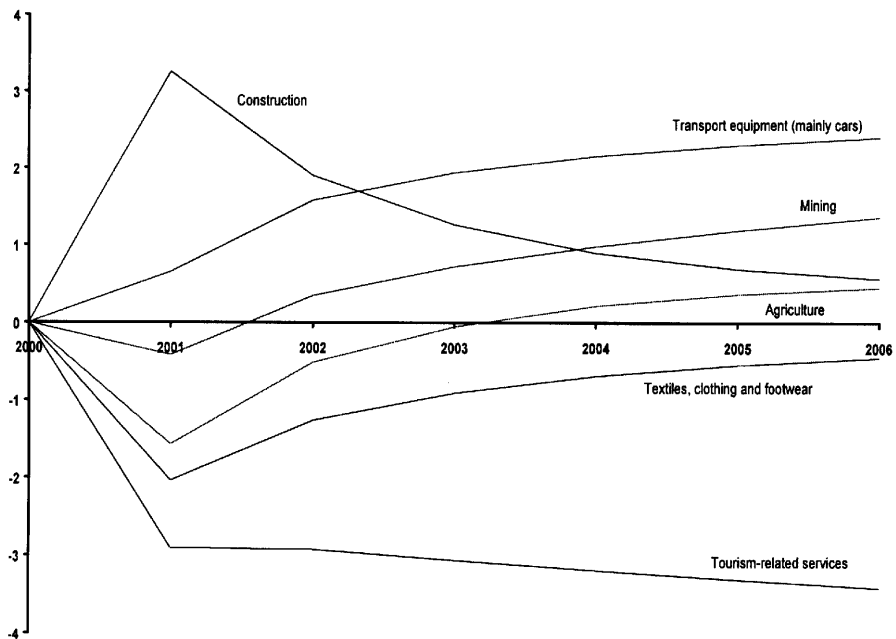 4
3
Construction
Transport equipment (mainly cars)
2
Mining
1
Agriculture
0
2000 2001 2002 2003 2004 2005 2006
Textiles, clothing and footwear
-1
-2
Tourism-related services
-3
-4